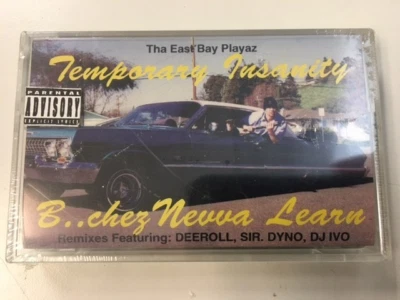 Tha East Bay Playaz
Temporary Insanity
PARENTAL
ADVISORY
EXPLICIT LYRICS
B..chez Nevva Learn
Remixes Featuring: DEEROLL, SIR. DYNO, DJ IVO